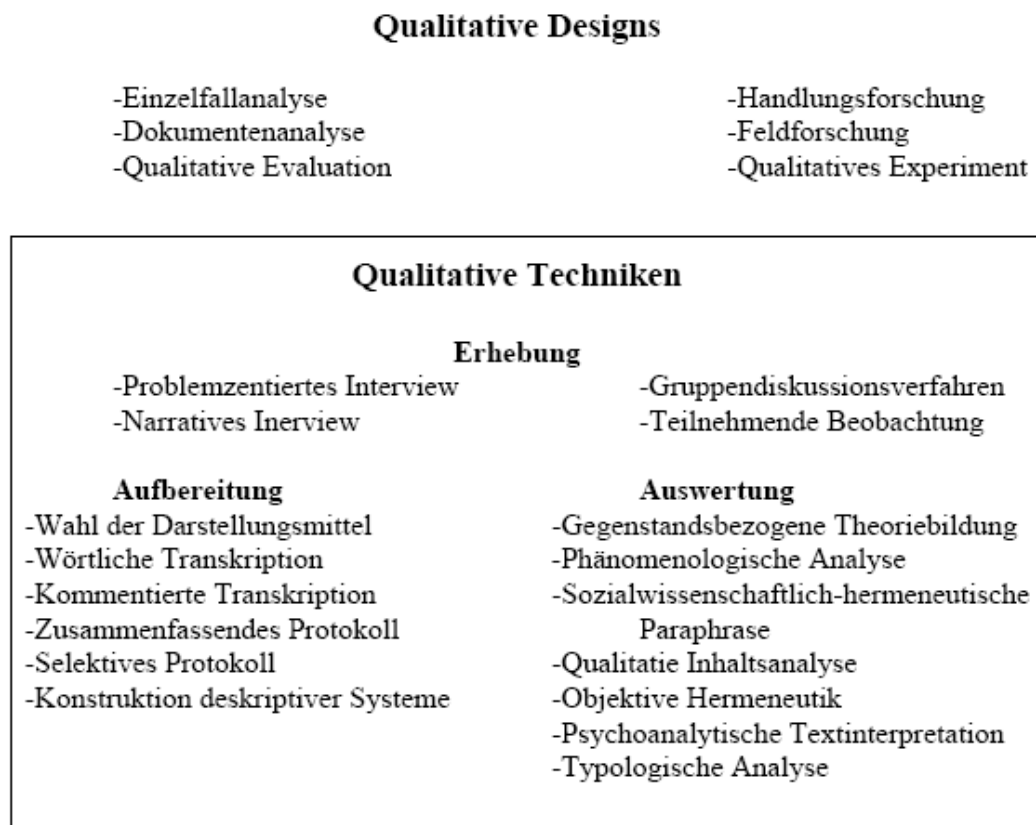 Qualitative Designs
-Einzelfallanalyse
-Dokumentenanalyse
-Qualitative Evaluation
-Handlungsforschung
-Feldforschung
-Qualitatives Experiment
Qualitative Techniken
Erhebung
-Problemzentiertes Interview
-Narratives Inerview
-Gruppendiskussionsverfahren
-Teilnehmende Beobachtung
Aufbereitung
-Wahl der Darstellungsmittel
-Wörtliche Transkription
-Kommentierte Transkription
-Zusammenfassendes Protokoll
-Selektives Protokoll
-Konstruktion deskriptiver Systeme
Auswertung
-Gegenstandsbezogene Theoriebildung
-Phänomenologische Analyse
-Sozialwissenschaftlich-hermeneutische
Paraphrase
-Qualitatie Inhaltsanalyse
-Objektive Hermeneutik
-Psychoanalytische Textinterpretation
-Typologische Analyse